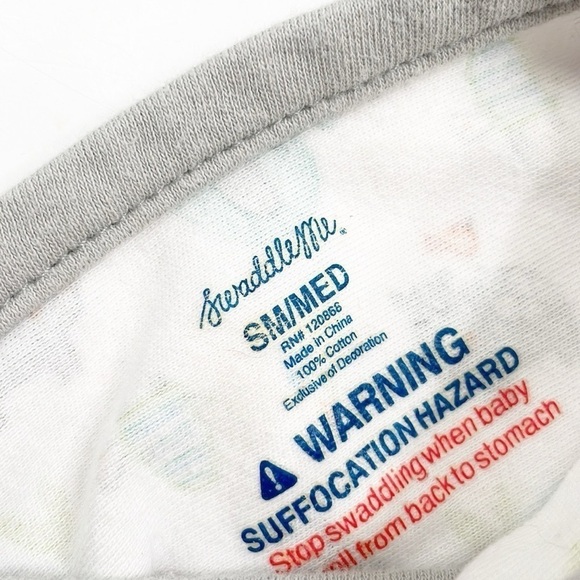 SwaddleMe
SM/MED
RN# 120866
Made in China
100% Cotton
Exclusive of Decoration
WARNING
SUFFOCATION HAZARD
Stop swaddling when baby
from back to stomach